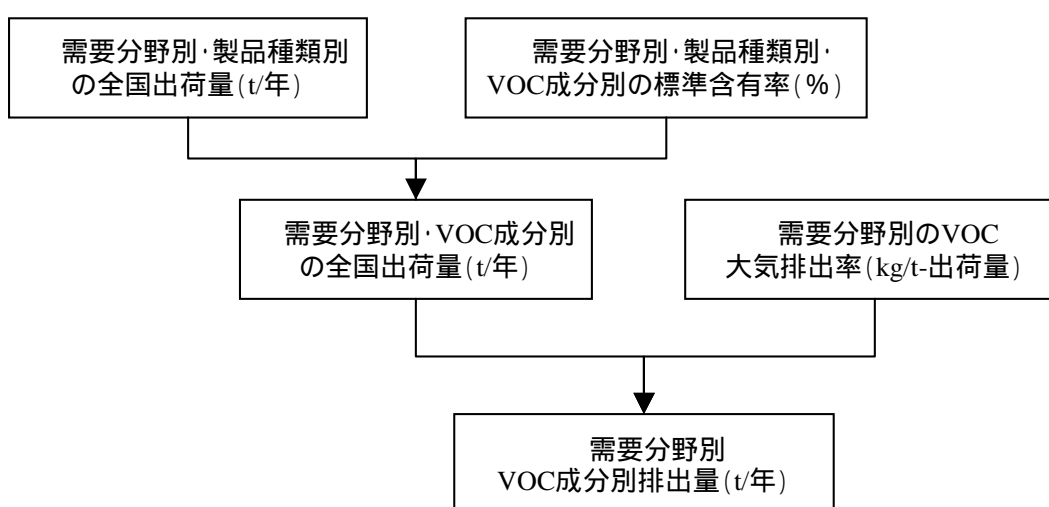 需要分野別・製品種類別
の全国出荷量(t/年)
需要分野別・製品種類別・
VOC成分別の標準含有率(%)
需要分野別・VOC成分別
の全国出荷量(t/年)
需要分野別のVOC
大気排出率(kg/t-出荷量)
需要分野別
VOC成分別排出量(t/年)